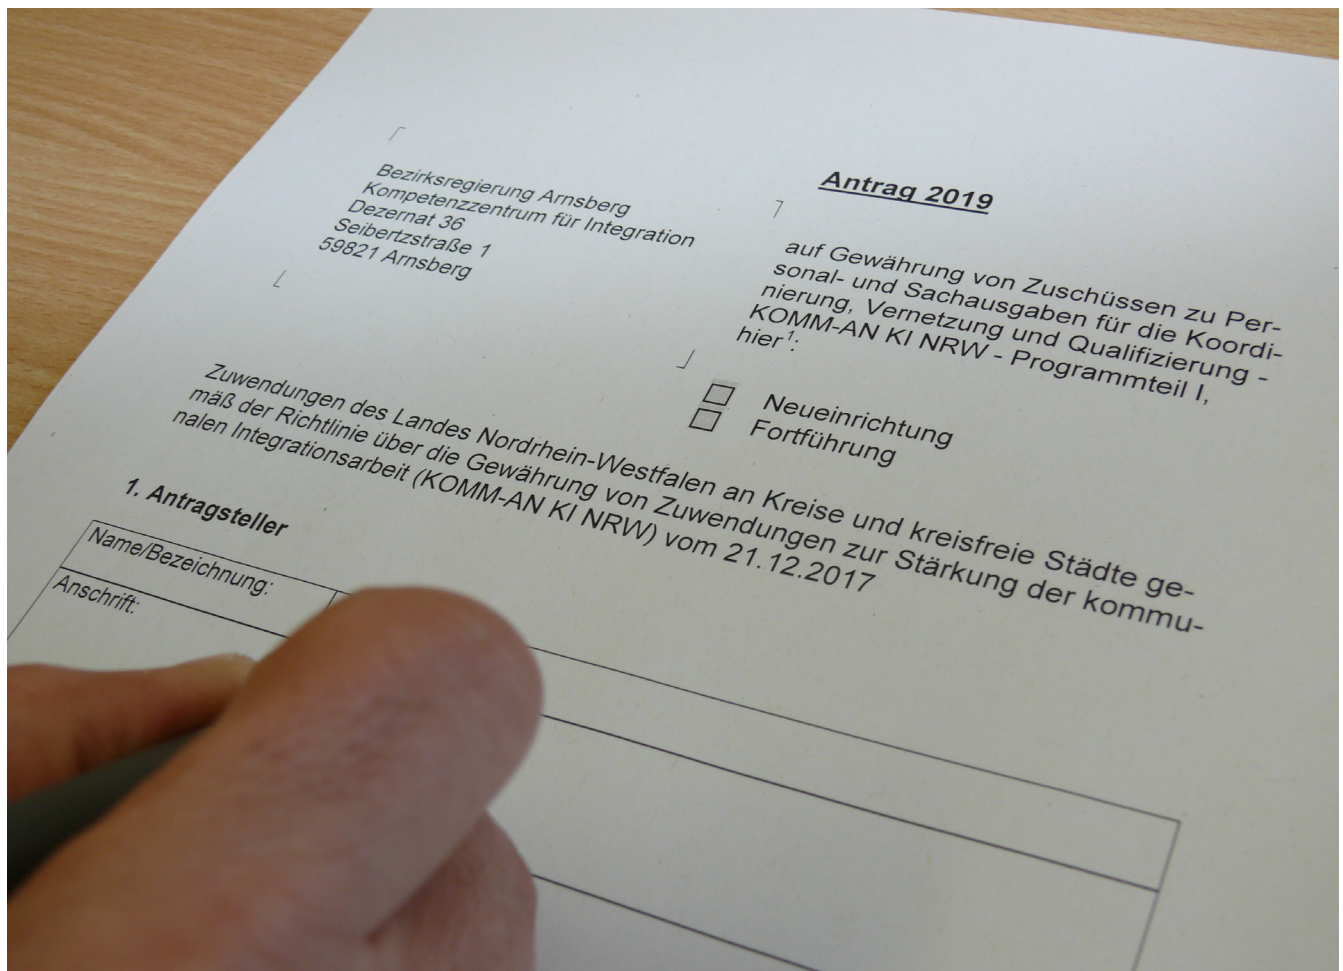 Bezirksregierung Arnsberg
Kompetenzzentrum für Integration
Dezernat 36
Seibertzstraße 1
59821 Arnsberg
Antrag 2019
auf Gewährung von Zuschüssen zu Per-
sonal- und Sachausgaben für die Koordi-
nierung, Vernetzung und Qualifizierung -
KOMM-AN KI NRW - Programmteil I,
hier¹:
Neueinrichtung
Fortführung
Zuwendungen des Landes Nordrhein-Westfalen an Kreise und kreisfreie Städte ge-
mäß der Richtlinie über die Gewährung von Zuwendungen zur Stärkung der kommu-
nalen Integrationsarbeit (KOMM-AN KI NRW) vom 21.12.2017
1. Antragsteller
Name/Bezeichnung:
Anschrift: